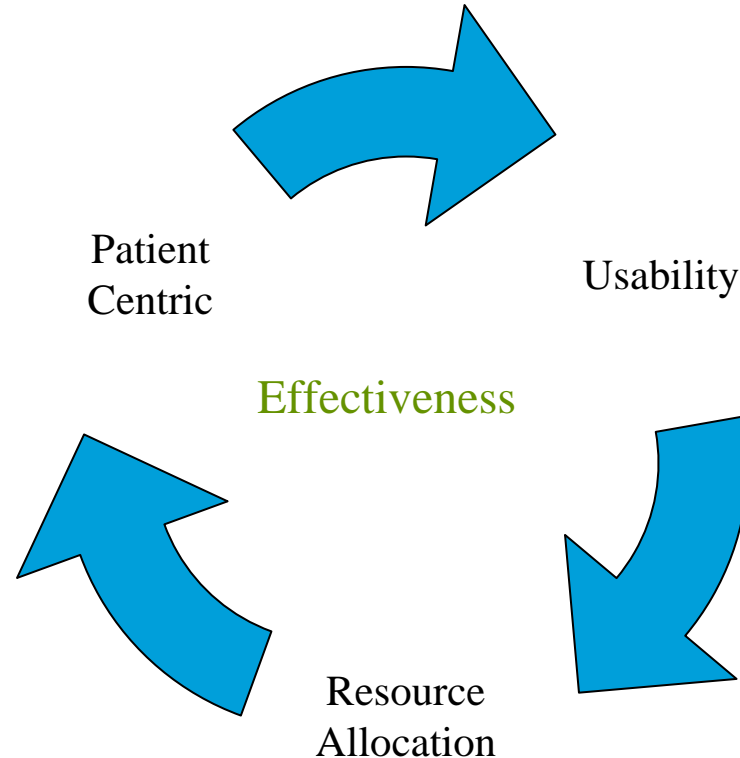 Patient
Centric
Usability
Effectiveness
Resource
Allocation